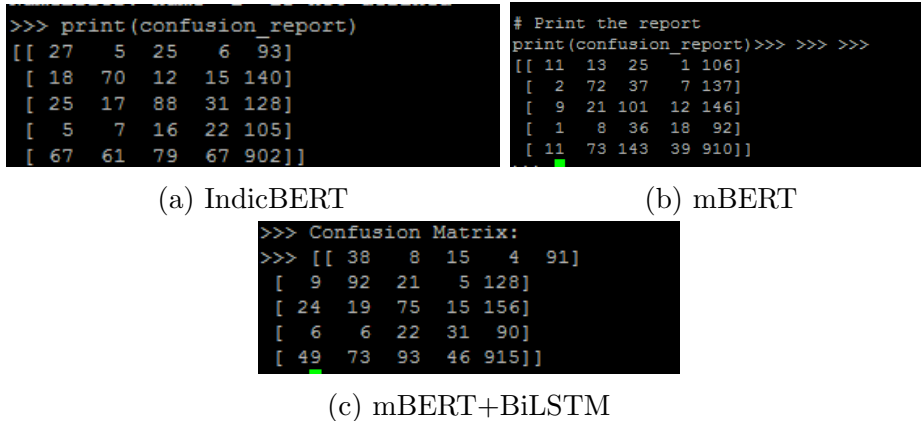 >>> print(confusion_report)
[[ 27 5 25 6 93]
[ 18 70 12 15 140]
[ 25 17 88 31 128]
[ 5 7 16 22 105]
[ 67 61 79 67 902]]
(a) IndicBERT
# Print the report
print(confusion_report)>>> >>> >>>
[[ 11 13 25 1 106]
[ 2 72 37 7 137]
[ 9 21 101 12 146]
[ 1 8 36 18 92]
[ 11 73 143 39 910]]
(b) mBERT
>>> Confusion Matrix:
>>> [[ 38 8 15 4 91]
[ 9 92 21 5 128]
[ 24 19 75 15 156]
[ 6 6 22 31 90]
[ 49 73 93 46 915]]
(c) mBERT+BiLSTM